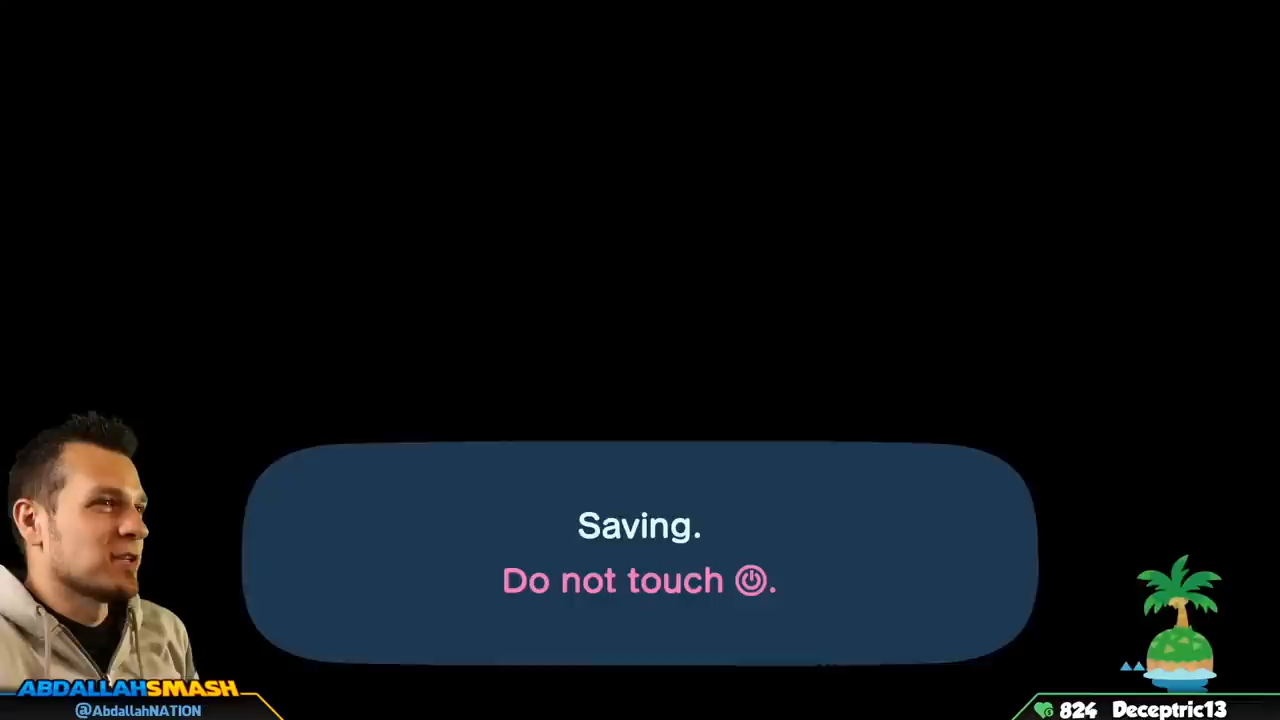 Saving.
Do not touch ⏻.
ABDALLAHSMASH
@AbdallahNATION
824 Deceptric13